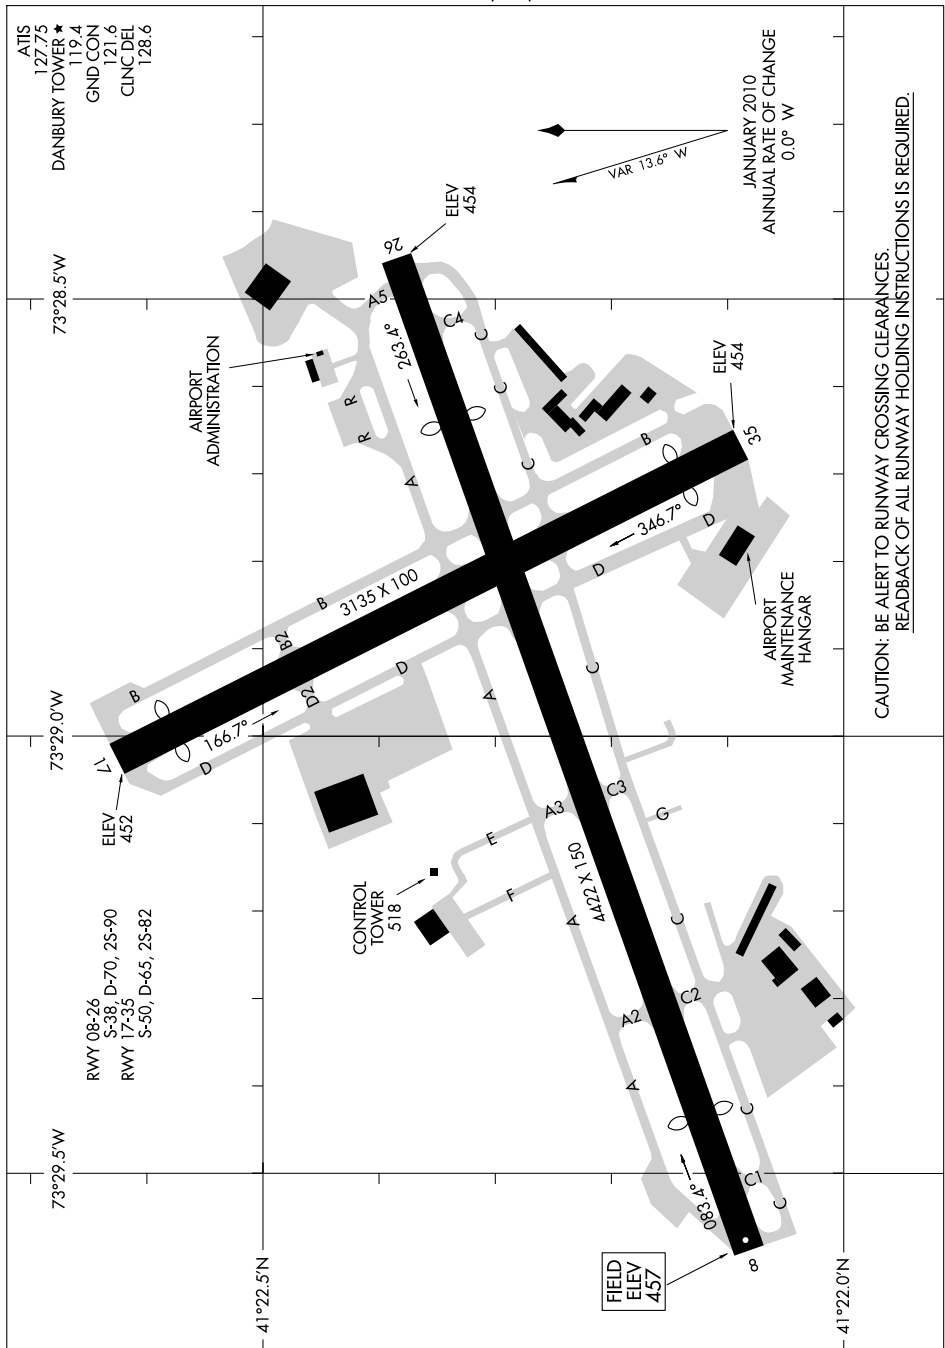 ATIS
127.75
DANBURY TOWER ★
119.4
GND CON
121.6
CLNC DEL
128.6
RWY 08-26
S-38, D-70, 2S-90
RWY 17-35
S-50, D-65, 2S-82
73°29.5'W
73°29.0'W
73°28.5'W
41°22.5'N
41°22.0'N
JANUARY 2010
ANNUAL RATE OF CHANGE
0.0° W
VAR 13.6° W
AIRPORT
ADMINISTRATION
ELEV
454
26
263.4°
A5
C4
C
C
C
R
R
A
ELEV
454
35
B
346.7°
D
D
AIRPORT
MAINTENANCE
HANGAR
3135 X 100
B
B2
B
D
D2
D
166.7°
17
ELEV
452
A
A3
C3
C
G
E
F
CONTROL
TOWER
518
4422 X 150
A
A2
C2
C
A
C
C1
C
083.4°
8
FIELD
ELEV
457
CAUTION: BE ALERT TO RUNWAY CROSSING CLEARANCES.
READBACK OF ALL RUNWAY HOLDING INSTRUCTIONS IS REQUIRED.